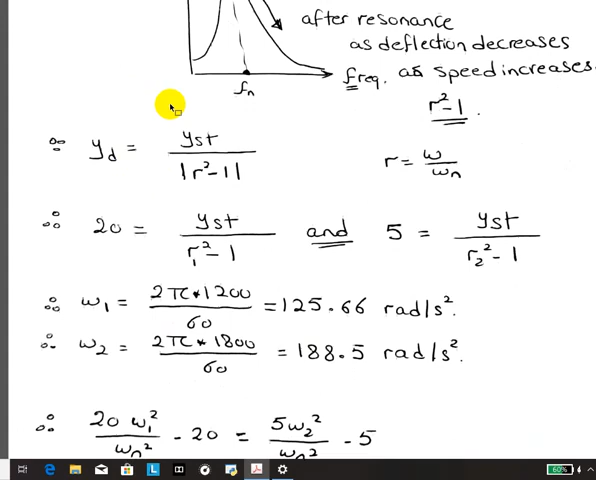 after resonance
as deflection decreases
fn
freq. as speed increases.
r²-1.
∴ yd = yst / |r²-1|
r = ω / ωn
∴ 20 = yst / r₁²-1 and 5 = yst / r₂²-1
∴ ω₁ = 2π*1200 / 60 = 125.66 rad/s².
∴ ω₂ = 2π*1800 / 60 = 188.5 rad/s².
∴ 20ω₁² / ωn² - 20 = 5ω₂² / ωn² - 5
60%